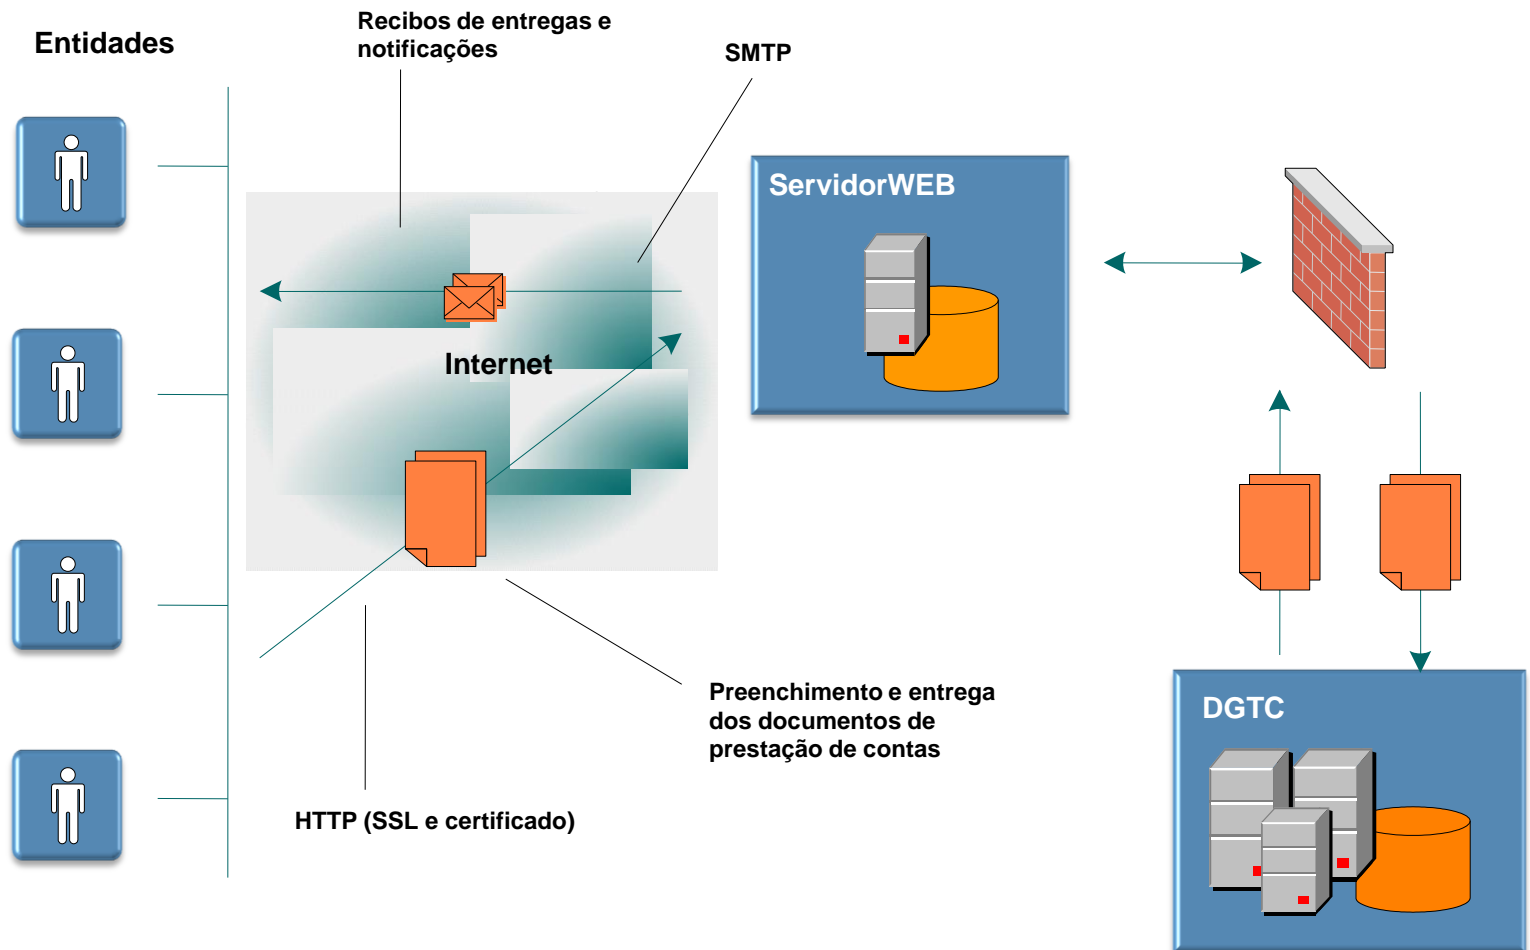 Entidades
Recibos de entregas e
notificações
SMTP
ServidorWEB
Internet
Preenchimento e entrega
dos documentos de
prestação de contas
DGTC
HTTP (SSL e certificado)